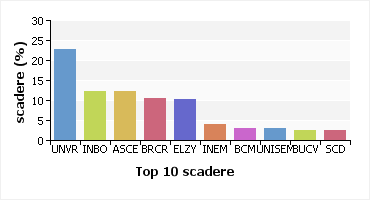 scadere (%)
30
25
20
15
10
5
0
UNVR INBO ASCE BRCR ELZY INEM BCM UNISEM BUCV SCD
Top 10 scadere